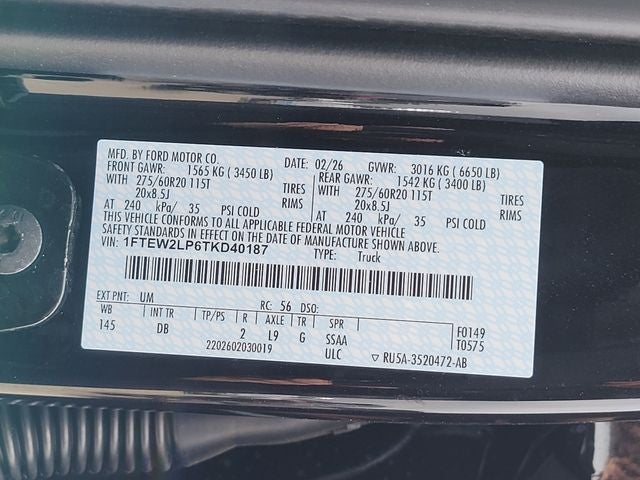 MFD. BY FORD MOTOR CO. DATE: 02/26 GVWR: 3016 KG ( 6650 LB)
FRONT GAWR: 1565 KG ( 3450 LB) REAR GAWR: 1542 KG ( 3400 LB)
WITH 275/60R20 115T TIRES WITH 275/60R20 115T TIRES
20x8.5J RIMS 20x8.5J RIMS
AT 240 kPa/ 35 PSI COLD AT 240 kPa/ 35 PSI COLD
THIS VEHICLE CONFORMS TO ALL APPLICABLE FEDERAL MOTOR VEHICLE
SAFETY STANDARDS IN EFFECT ON THE DATE OF MANUFACTURE SHOWN ABOVE.
VIN: 1FTEW2LP6TKD40187 TYPE: Truck
EXT PNT: UM RC: 56 DSO:
WB INT TR TP/PS R AXLE TR SPR F0149
145 DB 2 L9 G SSAA T0575
2202602030019 ULC ▽ RU5A-3520472-AB